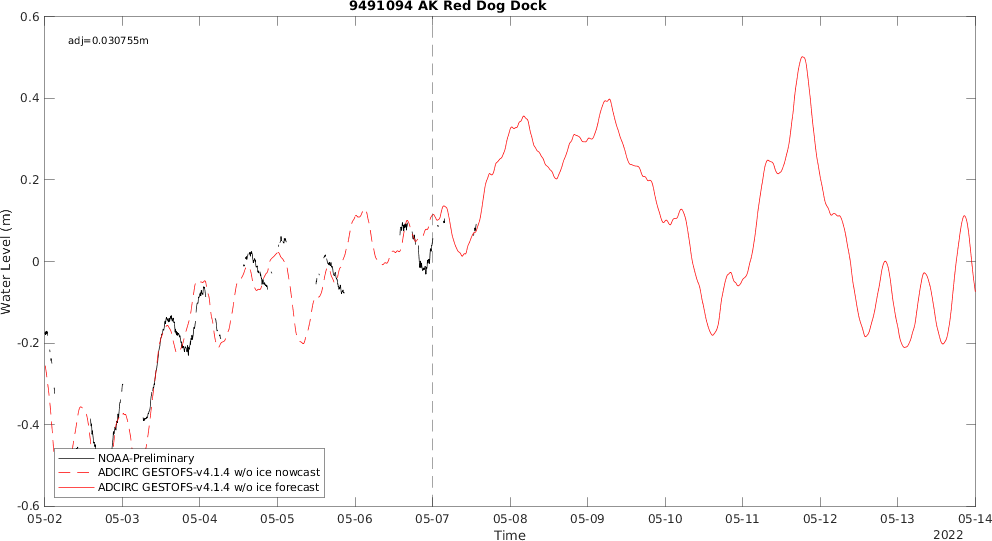 9491094 AK Red Dog Dock
adj=0.030755m
0.6
0.4
0.2
0
-0.2
-0.4
-0.6
Water Level (m)
NOAA-Preliminary
ADCIRC GESTOFS-v4.1.4 w/o ice nowcast
ADCIRC GESTOFS-v4.1.4 w/o ice forecast
05-02 05-03 05-04 05-05 05-06 05-07 05-08 05-09 05-10 05-11 05-12 05-13 05-14
Time
2022